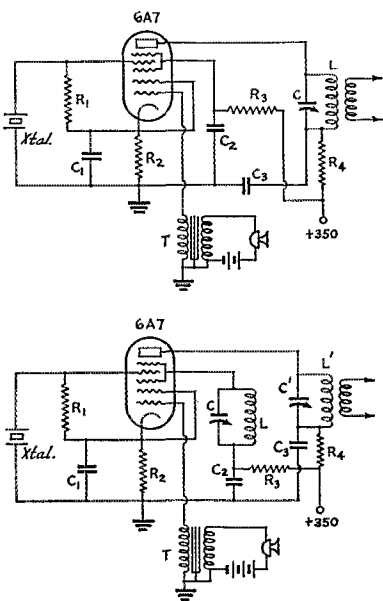 6A7
R1
R3
L
C
Xtal.
C2
R2
C1
C3
R4
T
+350
6A7
L'
C'
R1
C
L
Xtal.
C3
R4
C2
R3
C1
R2
T
+350